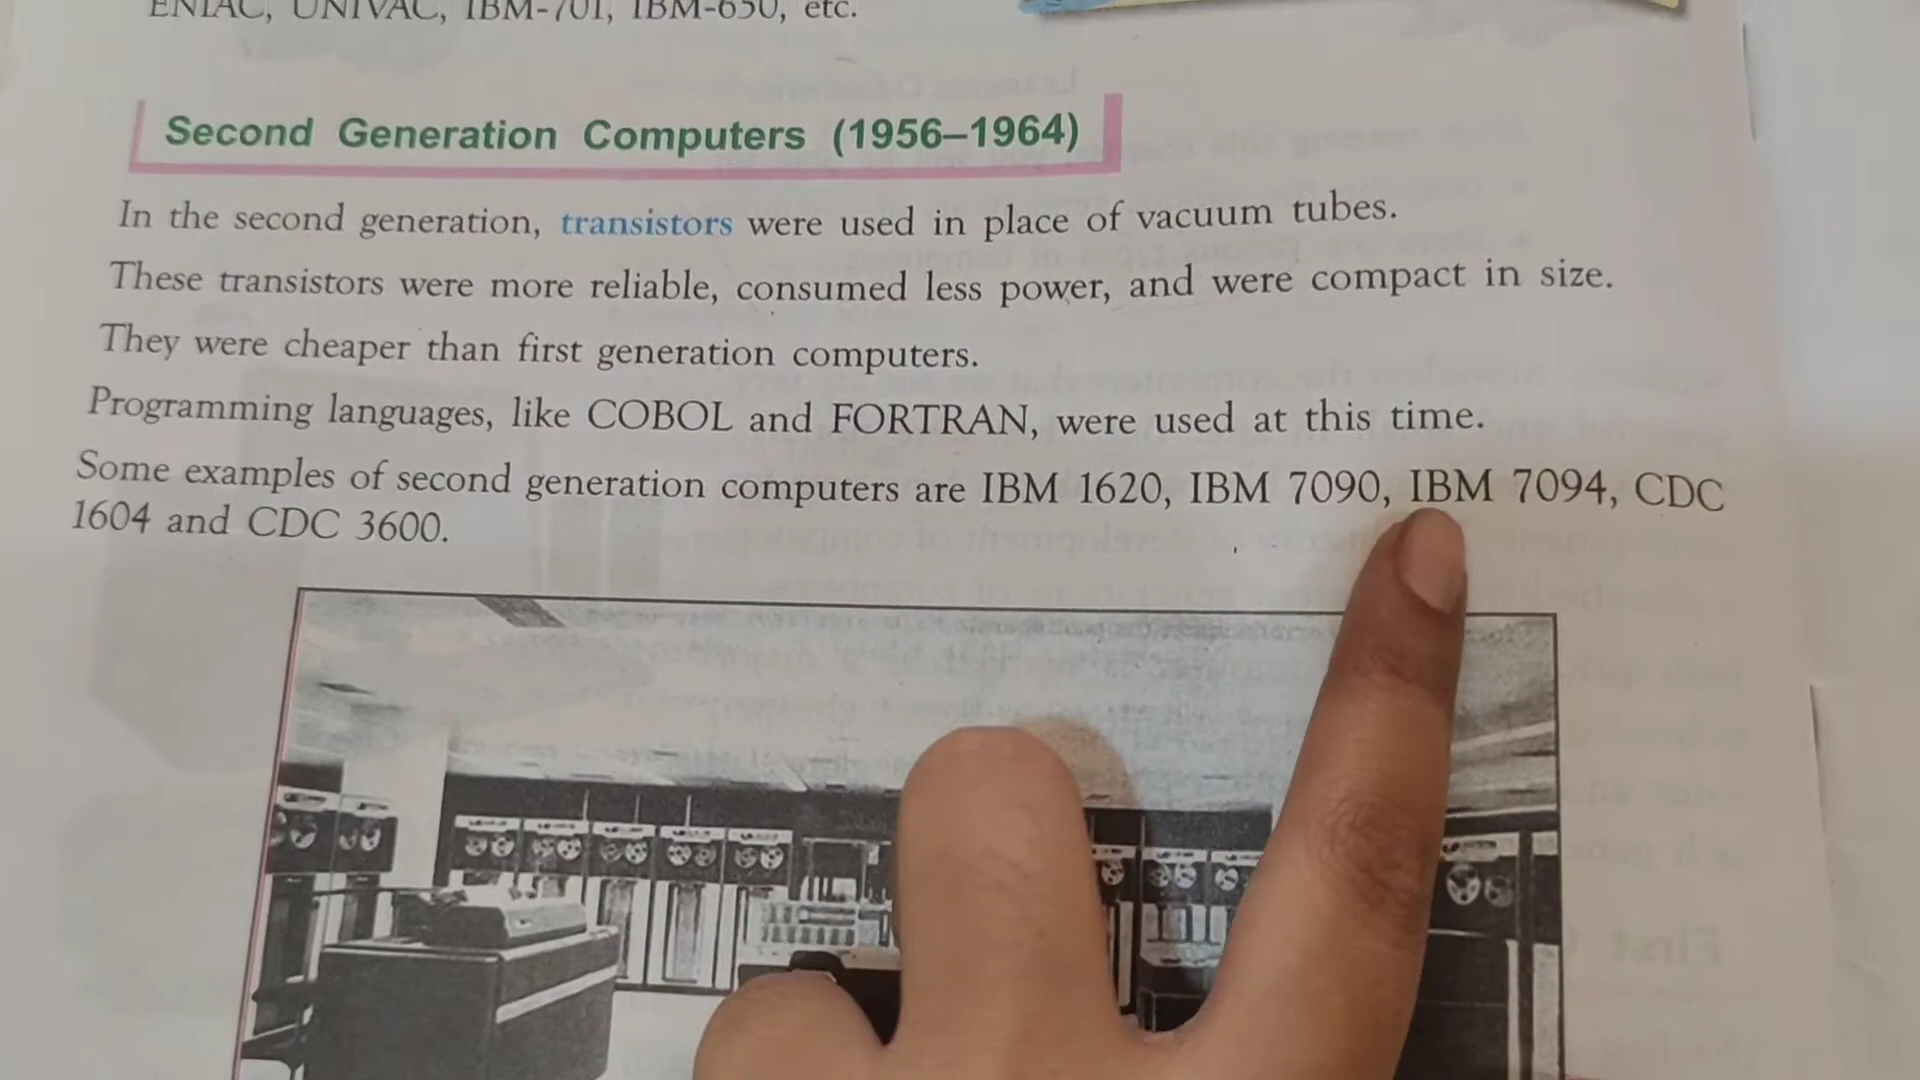 ENIAC, UNIVAC, IBM-701, IBM-650, etc.
Second Generation Computers (1956–1964)
In the second generation, transistors were used in place of vacuum tubes.
These transistors were more reliable, consumed less power, and were compact in size.
They were cheaper than first generation computers.
Programming languages, like COBOL and FORTRAN, were used at this time.
Some examples of second generation computers are IBM 1620, IBM 7090, IBM 7094, CDC
1604 and CDC 3600.